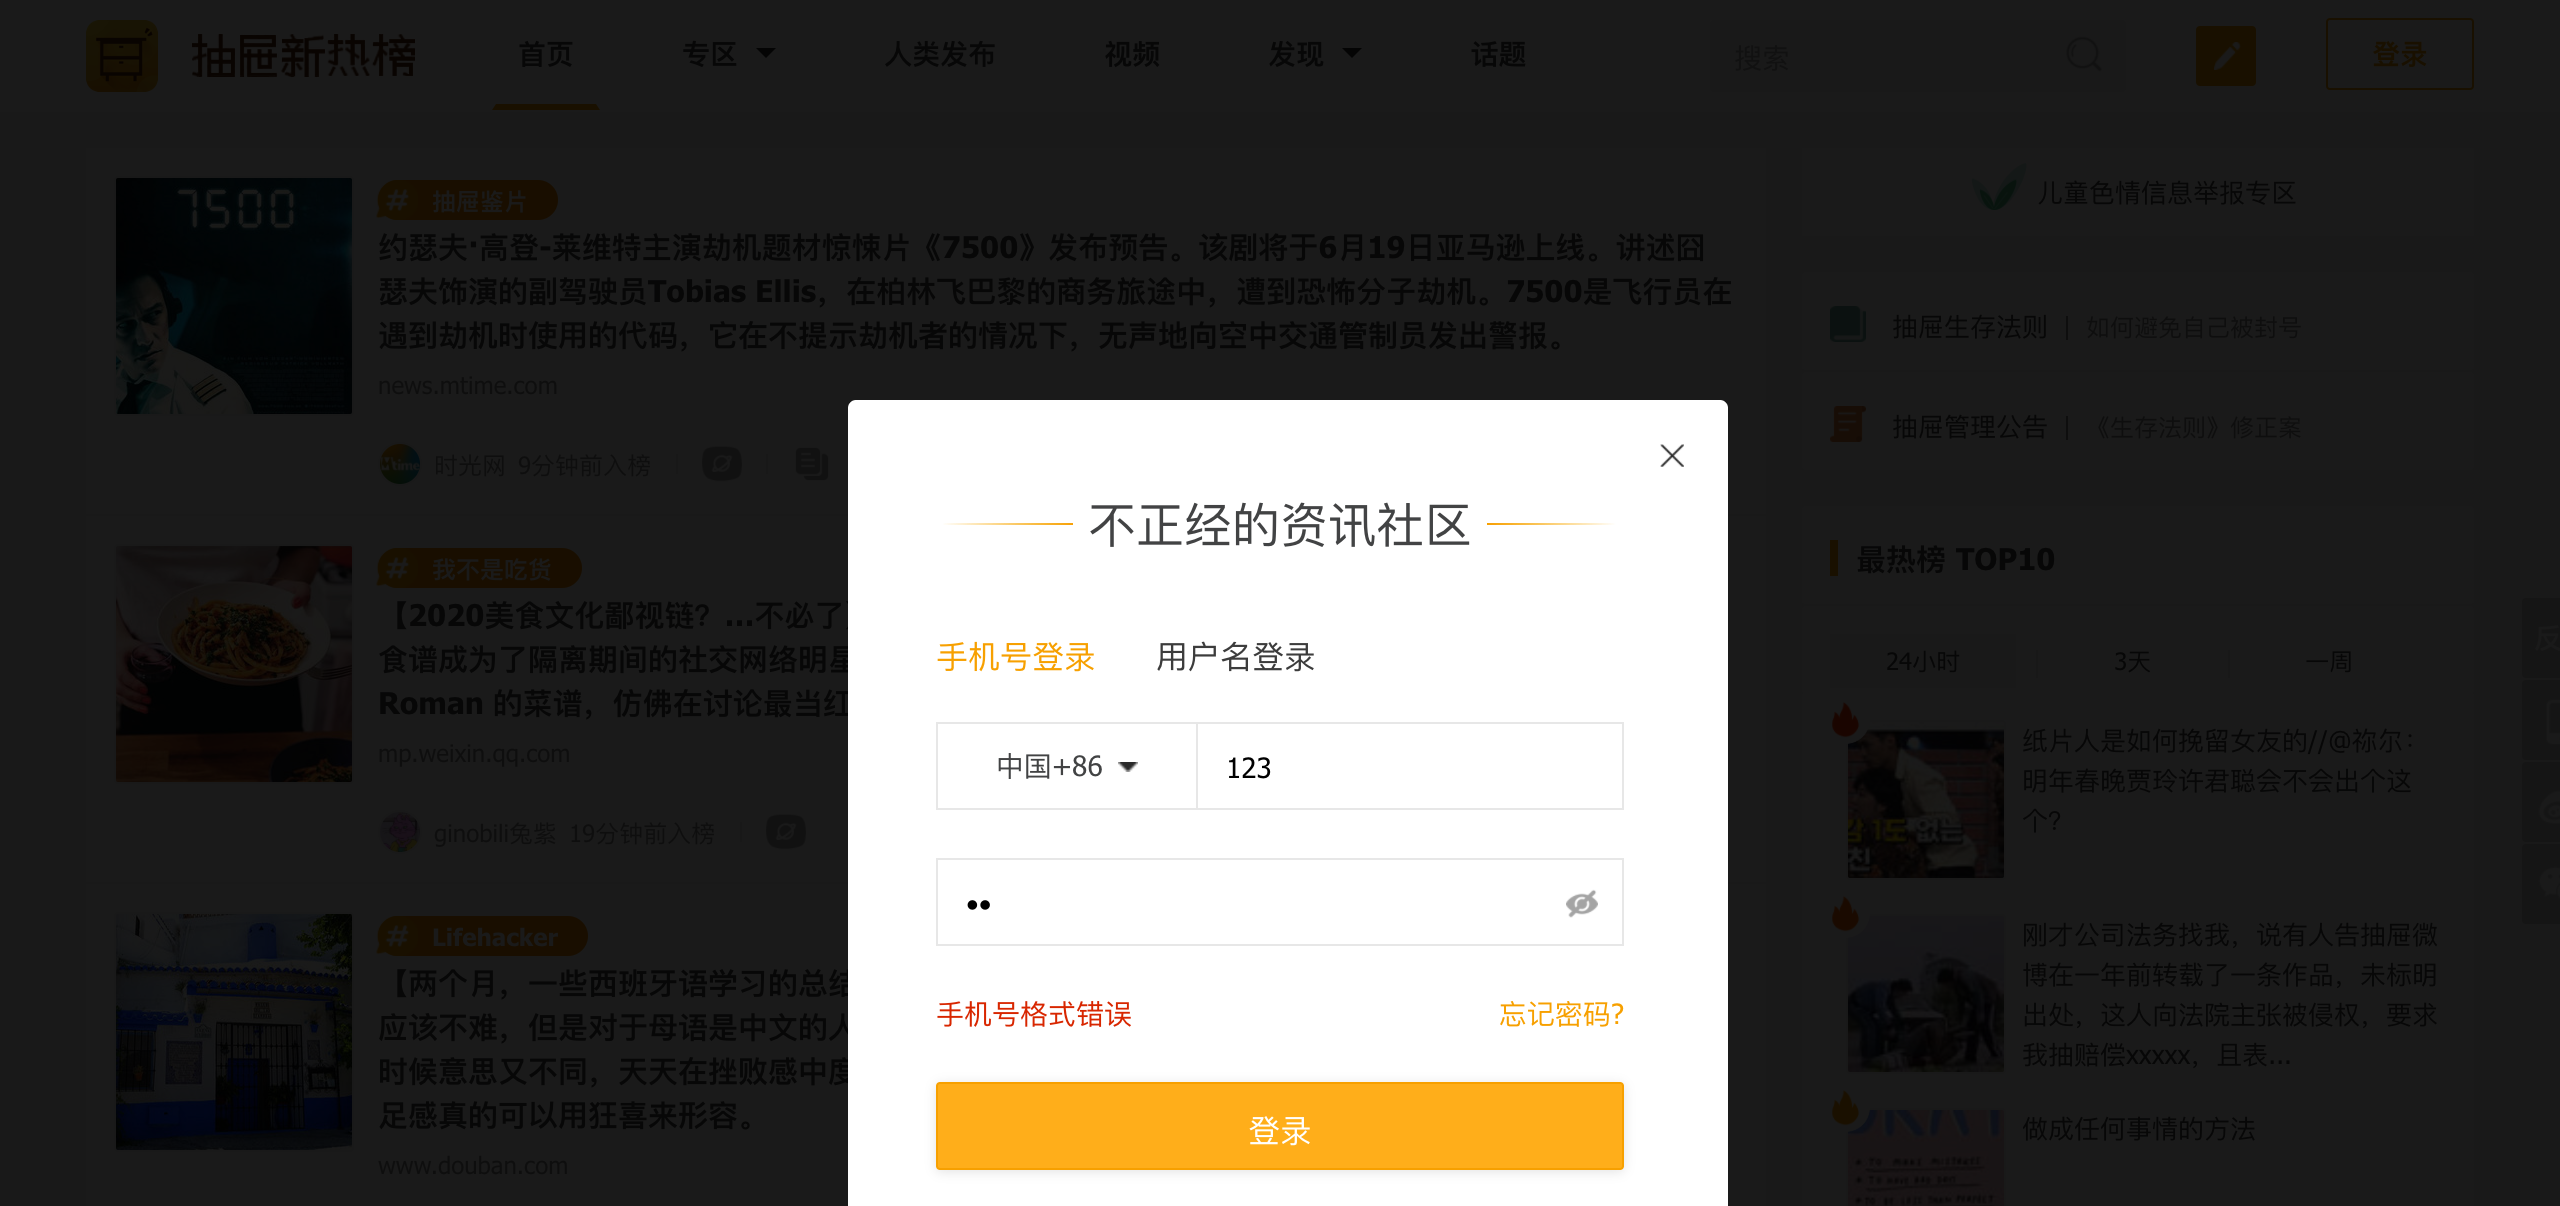 抽屉新热榜
首页
专区
人类发布
视频
发现
话题
搜索
登录
7500
# 抽屉鉴片
约瑟夫·高登-莱维特主演劫机题材惊悚片《7500》发布预告。该剧将于6月19日亚马逊上线。讲述囧
瑟夫饰演的副驾驶员Tobias Ellis，在柏林飞巴黎的商务旅途中，遭到恐怖分子劫机。7500是飞行员在
遇到劫机时使用的代码，它在不提示劫机者的情况下，无声地向空中交通管制员发出警报。
news.mtime.com
时光网 9分钟前入榜
# 我不是吃货
【2020美食文化鄙视链？...不必了
食谱成为了隔离期间的社交网络明星
Roman 的菜谱，仿佛在讨论最当红
mp.weixin.qq.com
ginobili兔紫 19分钟前入榜
# Lifehacker
【两个月，一些西班牙语学习的总结
应该不难，但是对于母语是中文的人
时候意思又不同，天天在挫败感中度
足感真的可以用狂喜来形容。
www.douban.com
不正经的资讯社区
手机号登录
用户名登录
中国+86
123
••
手机号格式错误
忘记密码?
登录
儿童色情信息举报专区
抽屉生存法则 | 如何避免自己被封号
抽屉管理公告 | 《生存法则》修正案
最热榜 TOP10
24小时
3天
一周
纸片人是如何挽留女友的//@祢尔：
明年春晚贾玲许君聪会不会出个这
个？
刚才公司法务找我，说有人告抽屉微
博在一年前转载了一条作品，未标明
出处，这人向法院主张被侵权，要求
我抽赔偿xxxxx，且表...
做成任何事情的方法